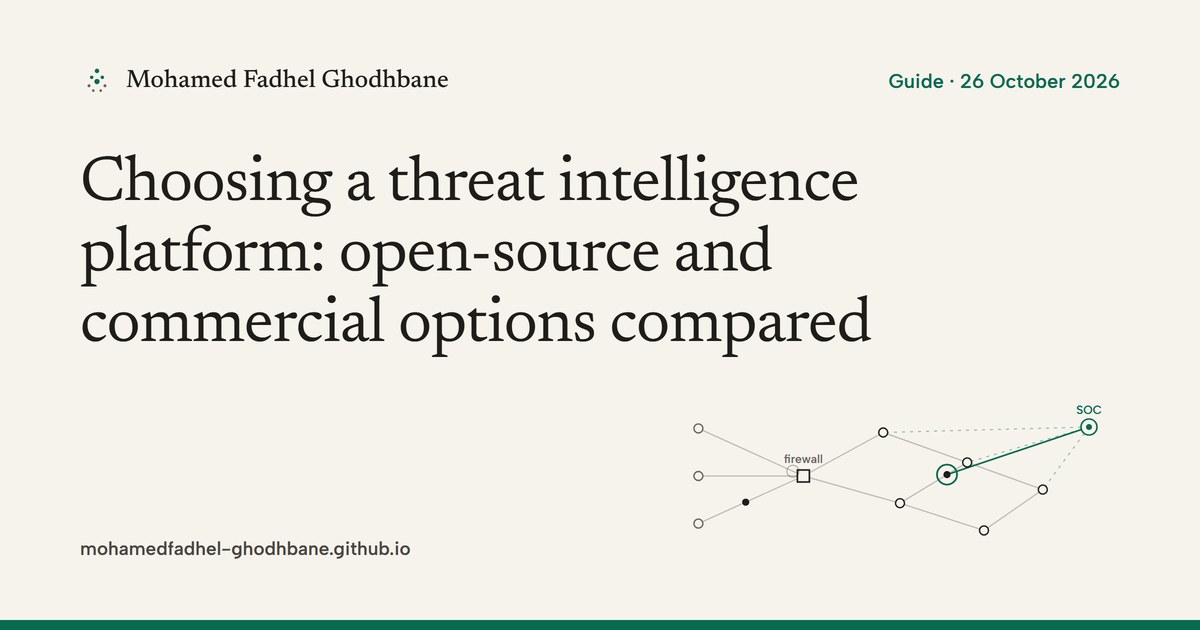 Mohamed Fadhel Ghodhbane
Guide · 26 October 2026
Choosing a threat intelligence
platform: open-source and
commercial options compared
SOC
firewall
mohamedfadhel-ghodhbane.github.io